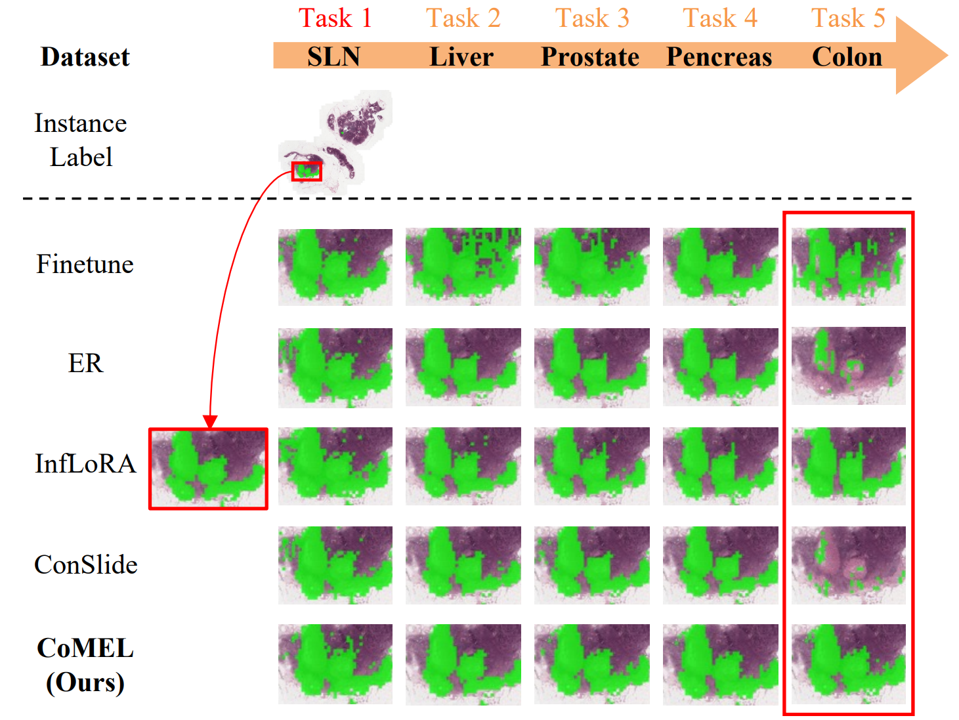 Task 1 Task 2 Task 3 Task 4 Task 5
Dataset SLN Liver Prostate Pencreas Colon
Instance
Label
Finetune
ER
InfLoRA
ConSlide
CoMEL
(Ours)